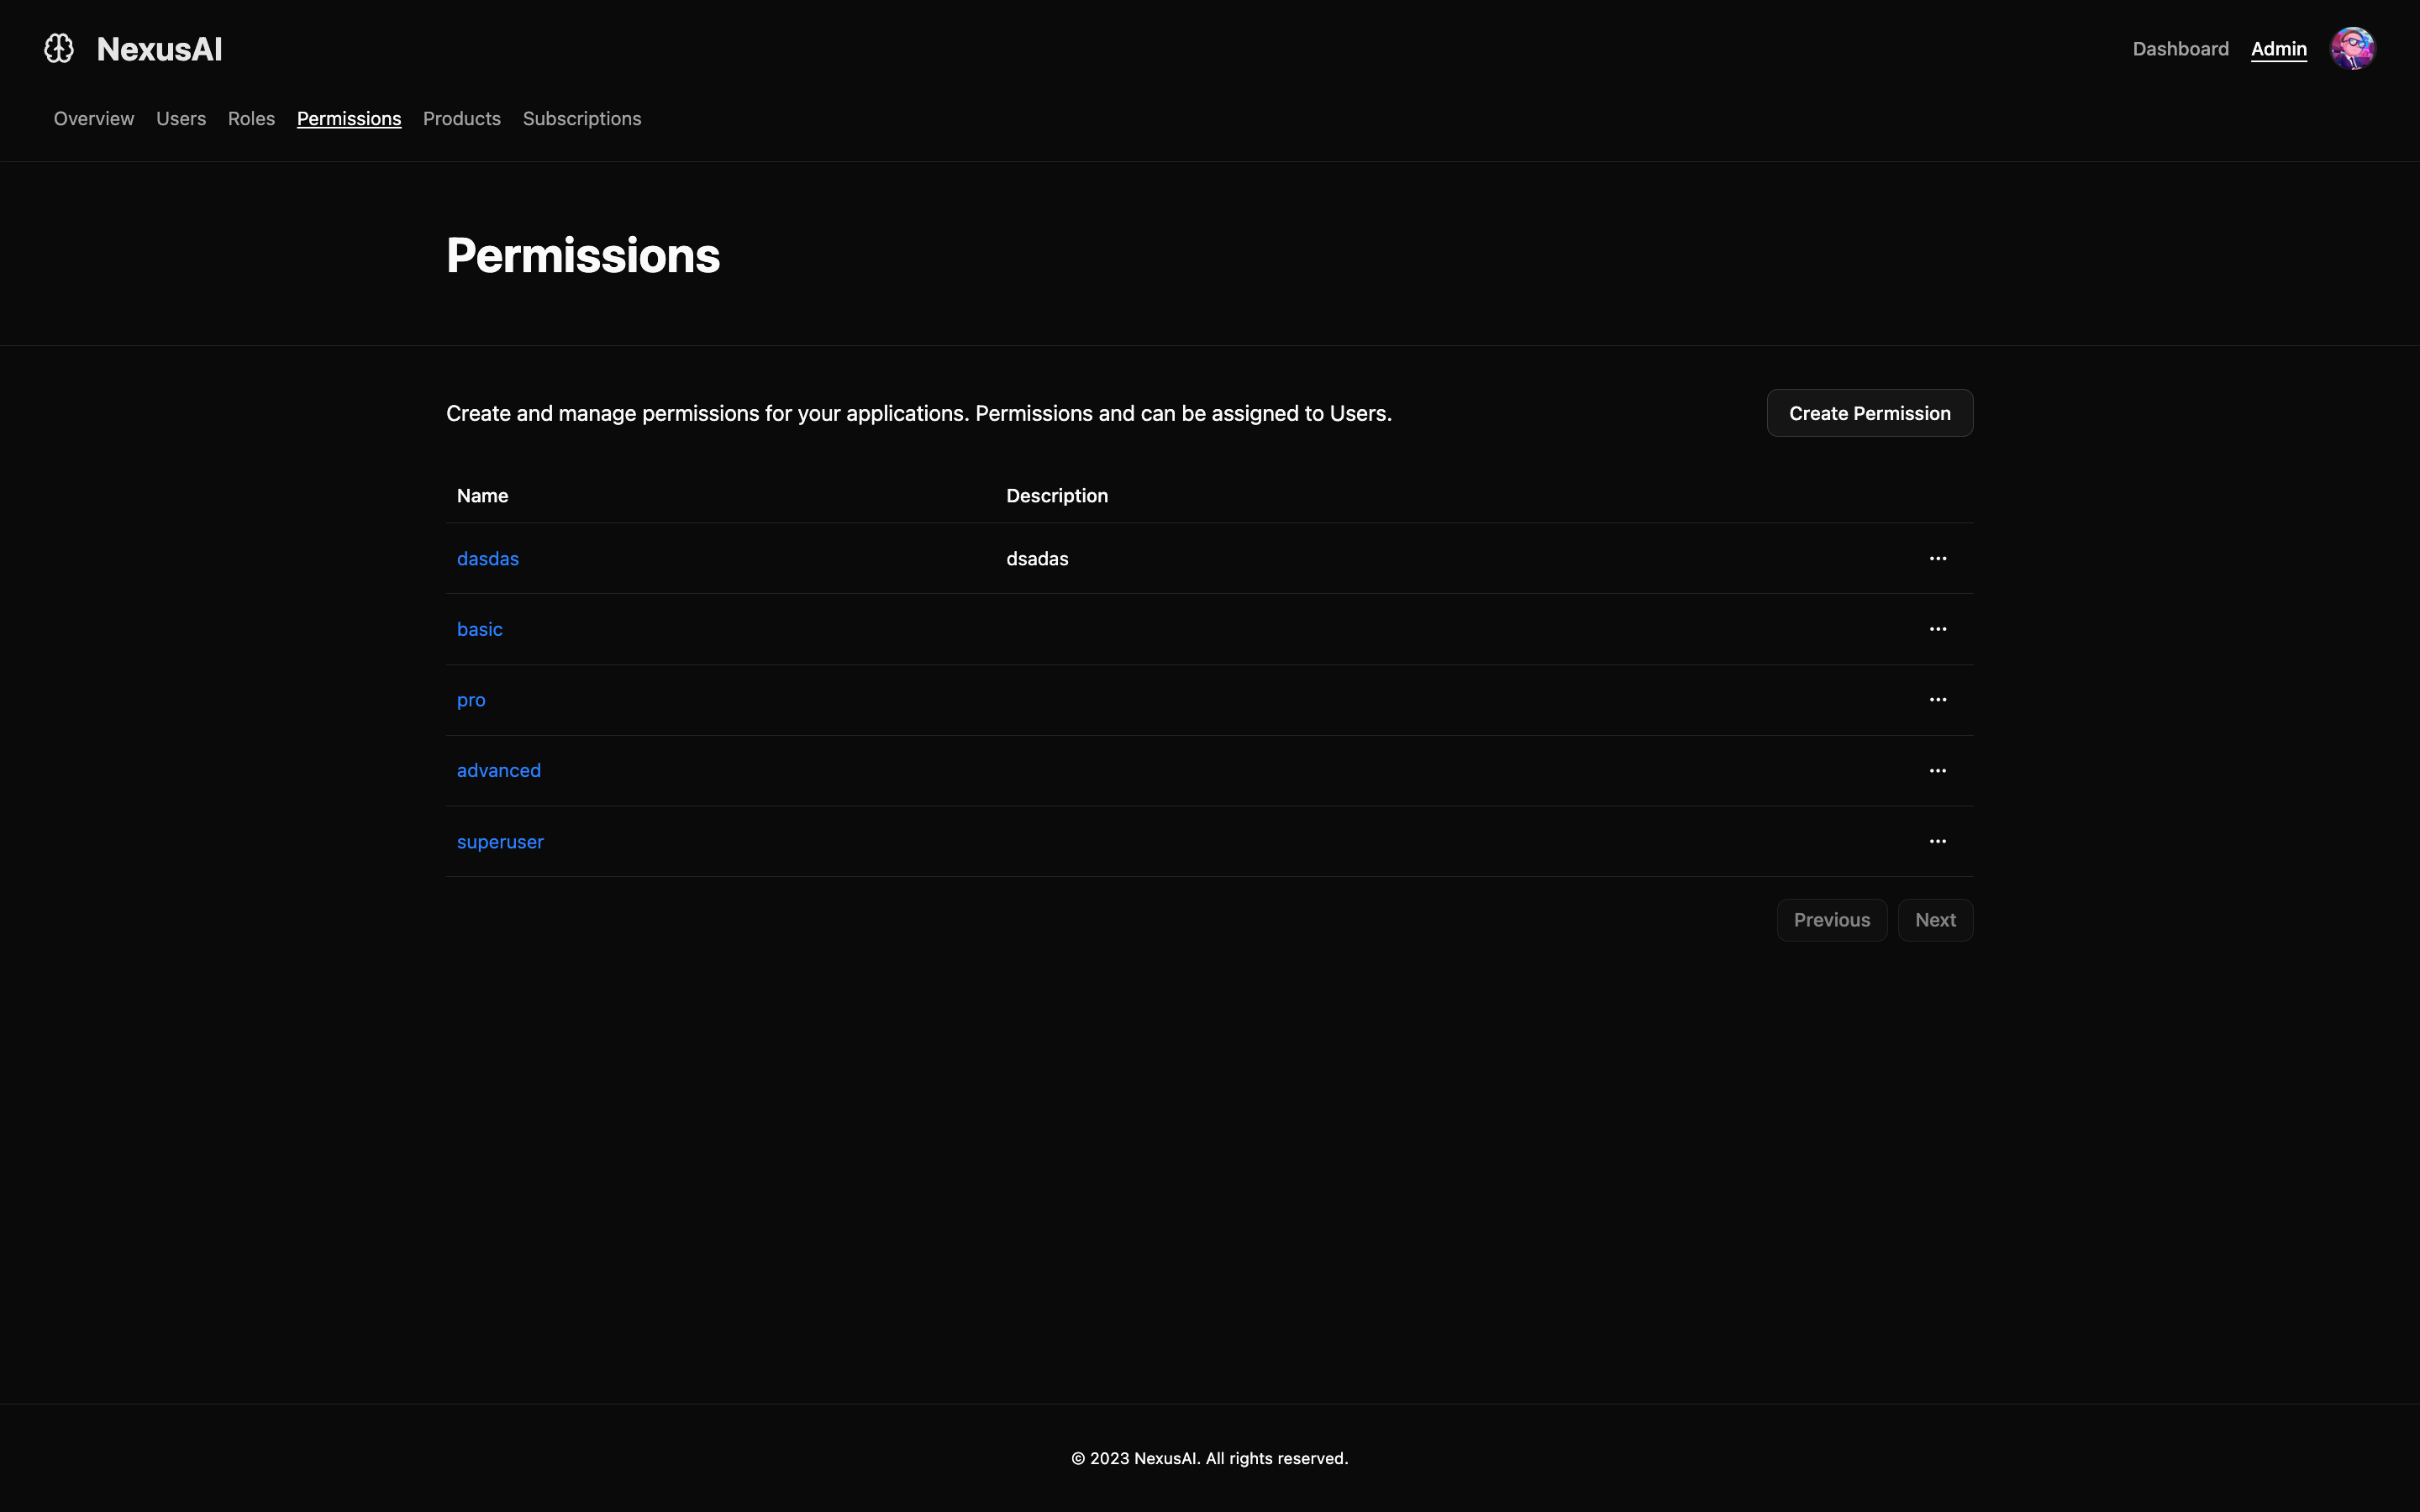 NexusAI
Dashboard Admin
Overview Users Roles Permissions Products Subscriptions
Permissions
Create and manage permissions for your applications. Permissions and can be assigned to Users.
Create Permission
Name Description
dasdas dsadas
basic
pro
advanced
superuser
Previous Next
© 2023 NexusAI. All rights reserved.